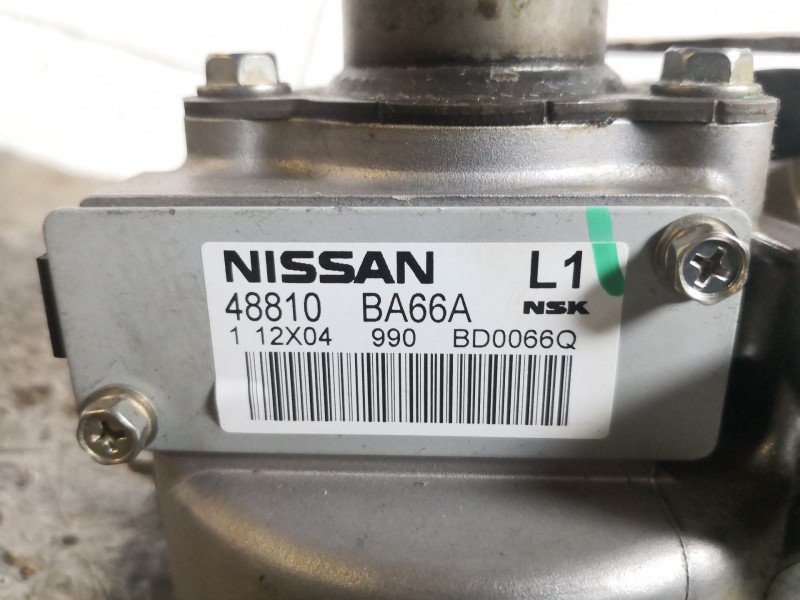 NISSAN L1
48810 BA66A NSK
1 12X04 990 BD0066Q